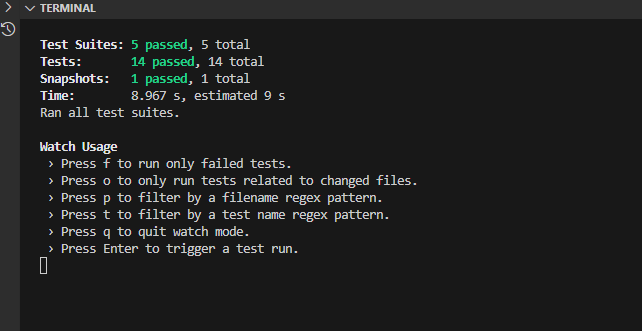 TERMINAL
Test Suites: 5 passed, 5 total
Tests:       14 passed, 14 total
Snapshots:   1 passed, 1 total
Time:        8.967 s, estimated 9 s
Ran all test suites.

Watch Usage
 › Press f to run only failed tests.
 › Press o to only run tests related to changed files.
 › Press p to filter by a filename regex pattern.
 › Press t to filter by a test name regex pattern.
 › Press q to quit watch mode.
 › Press Enter to trigger a test run.